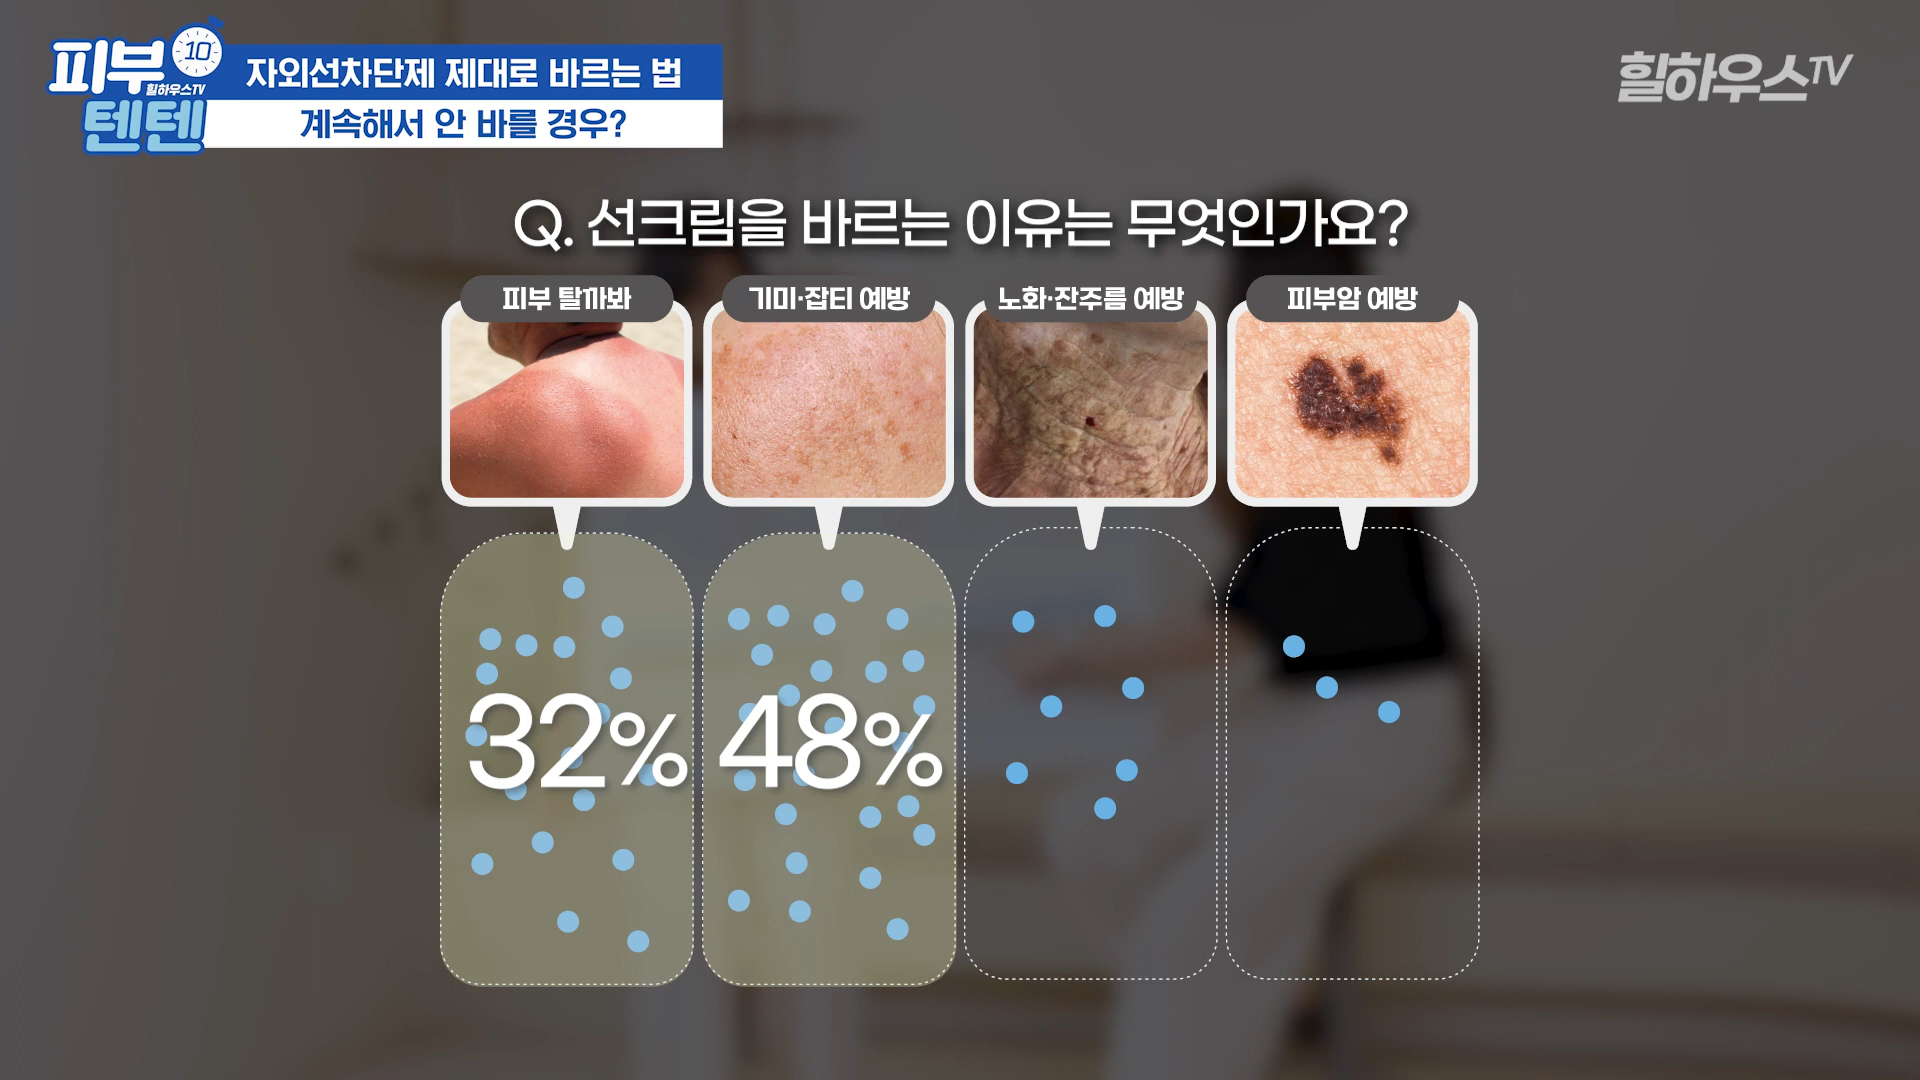 피부
10
힐하우스TV
텐텐
자외선차단제 제대로 바르는 법
계속해서 안 바를 경우?
힐하우스TV
Q. 선크림을 바르는 이유는 무엇인가요?
피부 탈까봐
기미·잡티 예방
노화·잔주름 예방
피부암 예방
32%
48%